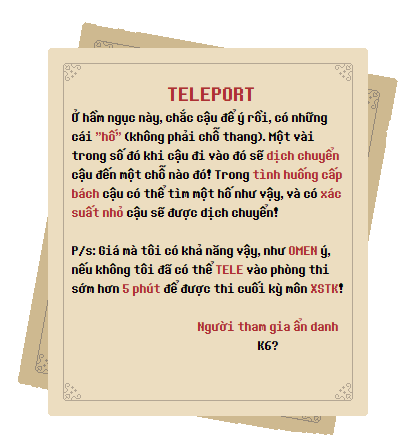 TELEPORT
Ở hầm ngục này, chắc cậu để ý rồi, có những
cái "hố" (không phải chỗ thang). Một vài
trong số đó khi cậu đi vào đó sẽ dịch chuyển
cậu đến một chỗ nào đó! Trong tình huống cấp
bách cậu có thể tìm một hố như vậy, và có xác
suất nhỏ cậu sẽ được dịch chuyển!
P/s: Giá mà tôi có khả năng vậy, như OMEN ý,
nếu không tôi đã có thể TELE vào phòng thi
sớm hơn 5 phút để được thi cuối kỳ môn XSTK!
Người tham gia ẩn danh
K6?